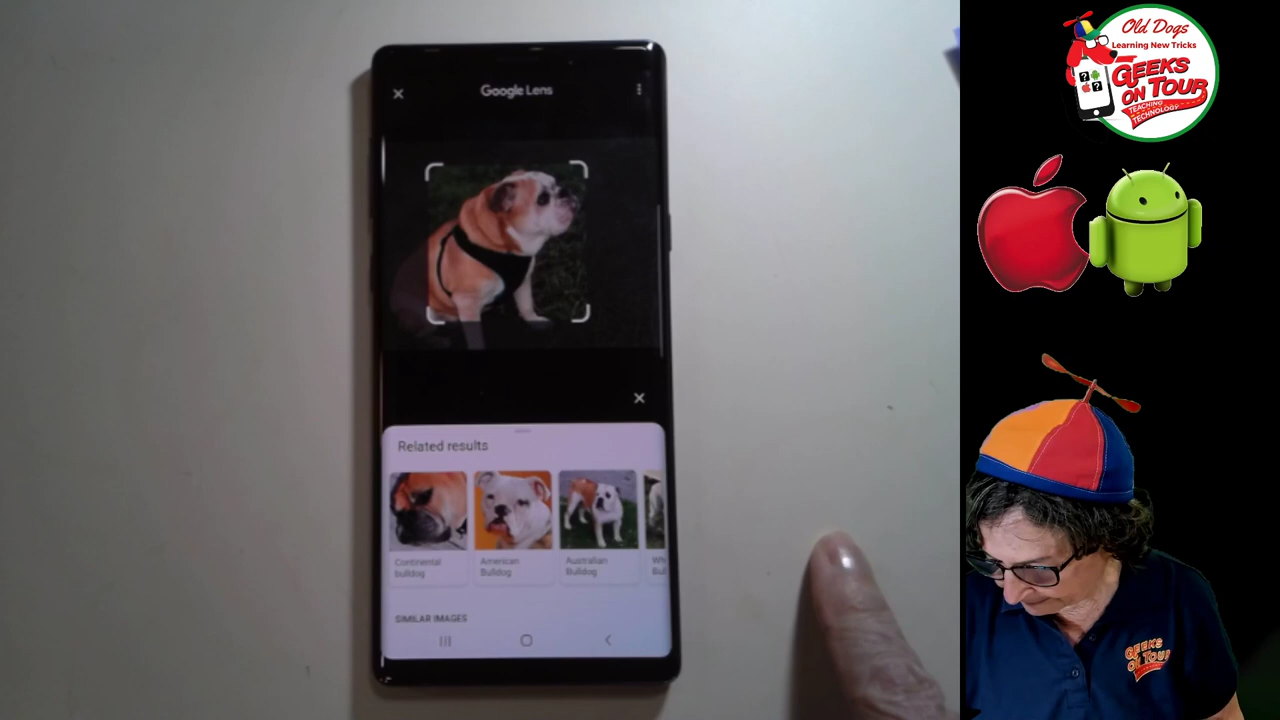 Google Lens
Related results
Continental
bulldog
American
Bulldog
Australian
Bulldog
SIMILAR IMAGES
Old Dogs
Learning New Tricks
GEEKS
ON TOUR
TEACHING
TECHNOLOGY
GEEKS
ON TOUR